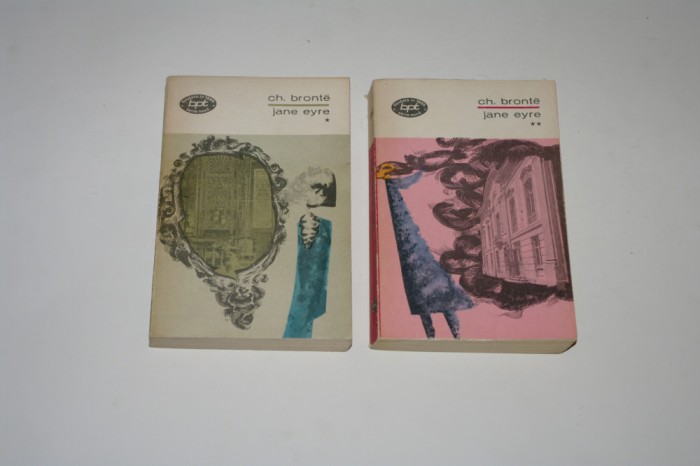 bpt
ch. brontë
jane eyre
*
bpt
ch. brontë
jane eyre
**